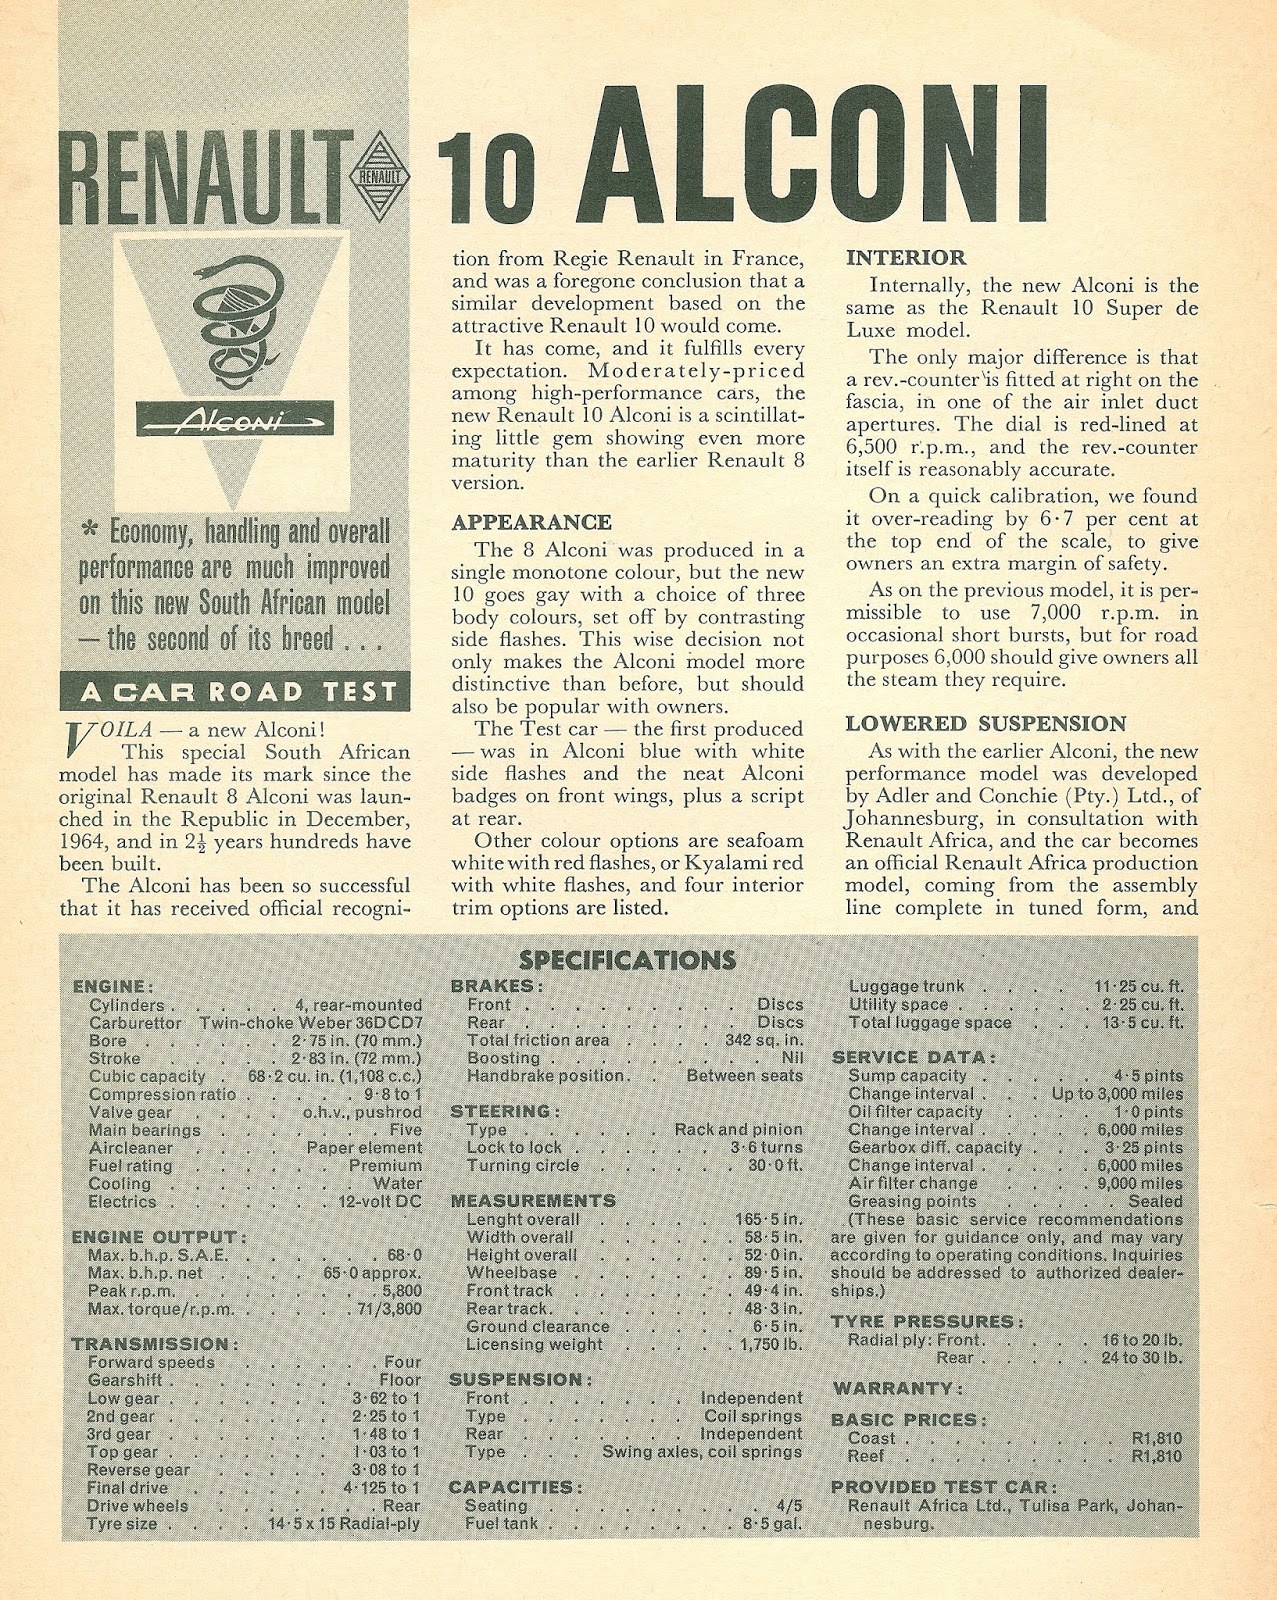 RENAULT RENAULT 10 ALCONI
Alconi
* Economy, handling and overall
performance are much improved
on this new South African model
— the second of its breed . . .
A CAR ROAD TEST
VOILA — a new Alconi!
This special South African
model has made its mark since the
original Renault 8 Alconi was laun-
ched in the Republic in December,
1964, and in 2½ years hundreds have
been built.
The Alconi has been so successful
that it has received official recogni-
tion from Regie Renault in France,
and was a foregone conclusion that a
similar development based on the
attractive Renault 10 would come.
It has come, and it fulfills every
expectation. Moderately-priced
among high-performance cars, the
new Renault 10 Alconi is a scintillat-
ing little gem showing even more
maturity than the earlier Renault 8
version.
APPEARANCE
The 8 Alconi was produced in a
single monotone colour, but the new
10 goes gay with a choice of three
body colours, set off by contrasting
side flashes. This wise decision not
only makes the Alconi model more
distinctive than before, but should
also be popular with owners.
The Test car — the first produced
— was in Alconi blue with white
side flashes and the neat Alconi
badges on front wings, plus a script
at rear.
Other colour options are seafoam
white with red flashes, or Kyalami red
with white flashes, and four interior
trim options are listed.
INTERIOR
Internally, the new Alconi is the
same as the Renault 10 Super de
Luxe model.
The only major difference is that
a rev.-counter is fitted at right on the
fascia, in one of the air inlet duct
apertures. The dial is red-lined at
6,500 r.p.m., and the rev.-counter
itself is reasonably accurate.
On a quick calibration, we found
it over-reading by 6·7 per cent at
the top end of the scale, to give
owners an extra margin of safety.
As on the previous model, it is per-
missible to use 7,000 r.p.m. in
occasional short bursts, but for road
purposes 6,000 should give owners all
the steam they require.
LOWERED SUSPENSION
As with the earlier Alconi, the new
performance model was developed
by Adler and Conchie (Pty.) Ltd., of
Johannesburg, in consultation with
Renault Africa, and the car becomes
an official Renault Africa production
model, coming from the assembly
line complete in tuned form, and
SPECIFICATIONS
ENGINE:
Cylinders . . . . . 4, rear-mounted
Carburettor Twin-choke Weber 36DCD7
Bore . . . . . . 2·75 in. (70 mm.)
Stroke . . . . . 2·83 in. (72 mm.)
Cubic capacity . 68·2 cu. in. (1,108 c.c.)
Compression ratio . . . . . 9·8 to 1
Valve gear . . . . o.h.v., pushrod
Main bearings . . . . . . . Five
Aircleaner . . . . Paper element
Fuel rating . . . . . . Premium
Cooling . . . . . . . . Water
Electrics . . . . . . . 12-volt DC
ENGINE OUTPUT:
Max. b.h.p. S.A.E. . . . . . . 68·0
Max. b.h.p. net . . . . 65·0 approx.
Peak r.p.m. . . . . . . . 5,800
Max. torque/r.p.m. . . . . . 71/3,800
TRANSMISSION:
Forward speeds . . . . . . Four
Gearshift . . . . . . . . Floor
Low gear . . . . . . . 3·62 to 1
2nd gear . . . . . . . 2·25 to 1
3rd gear . . . . . . . 1·48 to 1
Top gear . . . . . . . 1·03 to 1
Reverse gear . . . . . 3·08 to 1
Final drive . . . . . . 4·125 to 1
Drive wheels . . . . . . . Rear
Tyre size . . . . 14·5 x 15 Radial-ply
BRAKES:
Front . . . . . . . . . Discs
Rear . . . . . . . . . Discs
Total friction area . . . . 342 sq. in.
Boosting . . . . . . . . . Nil
Handbrake position . . Between seats
STEERING:
Type . . . . . . Rack and pinion
Lock to lock . . . . . . 3·6 turns
Turning circle . . . . . . 30·0 ft.
MEASUREMENTS
Lenght overall . . . . . 165·5 in.
Width overall . . . . . . 58·5 in.
Height overall . . . . . . 52·0 in.
Wheelbase . . . . . . . 89·5 in.
Front track . . . . . . . 49·4 in.
Rear track . . . . . . . 48·3 in.
Ground clearance . . . . . 6·5 in.
Licensing weight . . . . . 1,750 lb.
SUSPENSION:
Front . . . . . . . Independent
Type . . . . . . . Coil springs
Rear . . . . . . . Independent
Type . . . Swing axles, coil springs
CAPACITIES:
Seating . . . . . . . . . 4/5
Fuel tank . . . . . . . . 8·5 gal.
Luggage trunk . . . . 11·25 cu. ft.
Utility space . . . . . 2·25 cu. ft.
Total luggage space . . . 13·5 cu. ft.
SERVICE DATA:
Sump capacity . . . . . 4·5 pints
Change interval . . . Up to 3,000 miles
Oil filter capacity . . . . 1·0 pints
Change interval . . . . . 6,000 miles
Gearbox diff. capacity . . . 3·25 pints
Change interval . . . . . 6,000 miles
Air filter change . . . . 9,000 miles
Greasing points . . . . . Sealed
(These basic service recommendations
are given for guidance only, and may vary
according to operating conditions. Inquiries
should be addressed to authorized dealer-
ships.)
TYRE PRESSURES:
Radial ply: Front . . . . . 16 to 20 lb.
Rear . . . . . 24 to 30 lb.
WARRANTY:
BASIC PRICES:
Coast . . . . . . . . . R1,810
Reef . . . . . . . . . R1,810
PROVIDED TEST CAR:
Renault Africa Ltd., Tulisa Park, Johan-
nesburg.